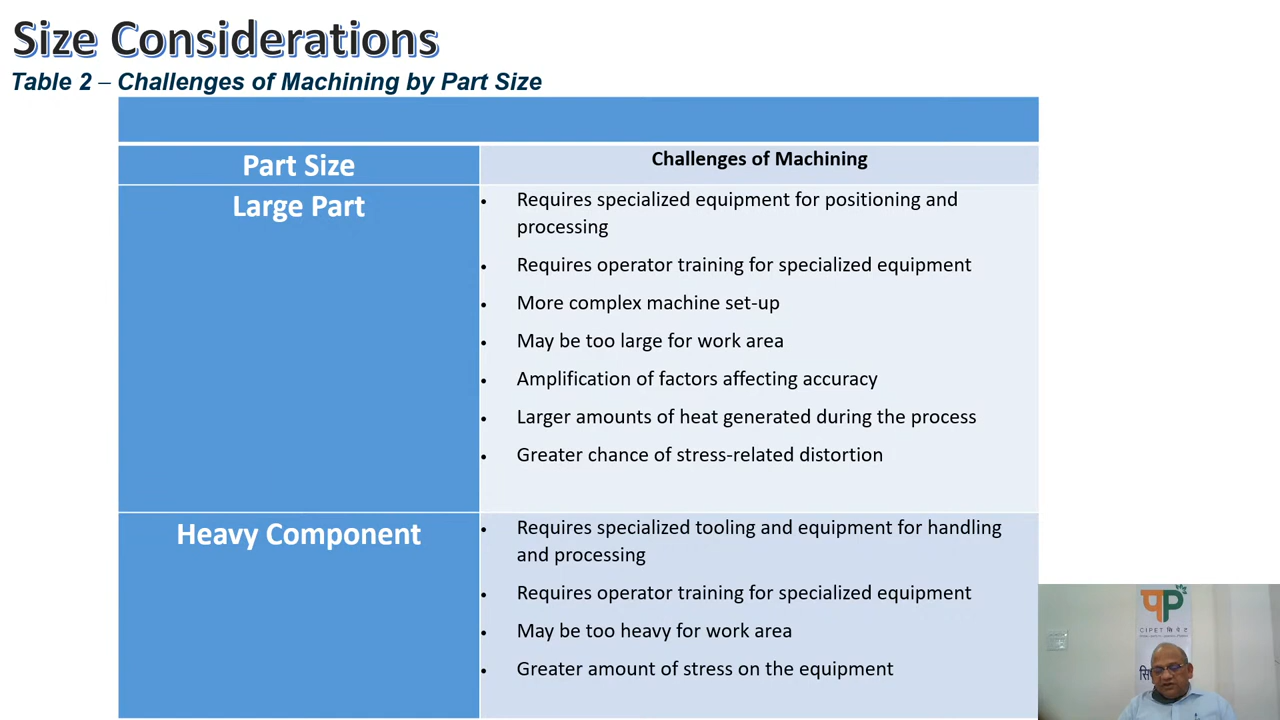 Size Considerations
Table 2 – Challenges of Machining by Part Size
Part Size
Challenges of Machining
Large Part
• Requires specialized equipment for positioning and
processing
• Requires operator training for specialized equipment
• More complex machine set-up
• May be too large for work area
• Amplification of factors affecting accuracy
• Larger amounts of heat generated during the process
• Greater chance of stress-related distortion
Heavy Component
• Requires specialized tooling and equipment for handling
and processing
• Requires operator training for specialized equipment
• May be too heavy for work area
• Greater amount of stress on the equipment
CIPET